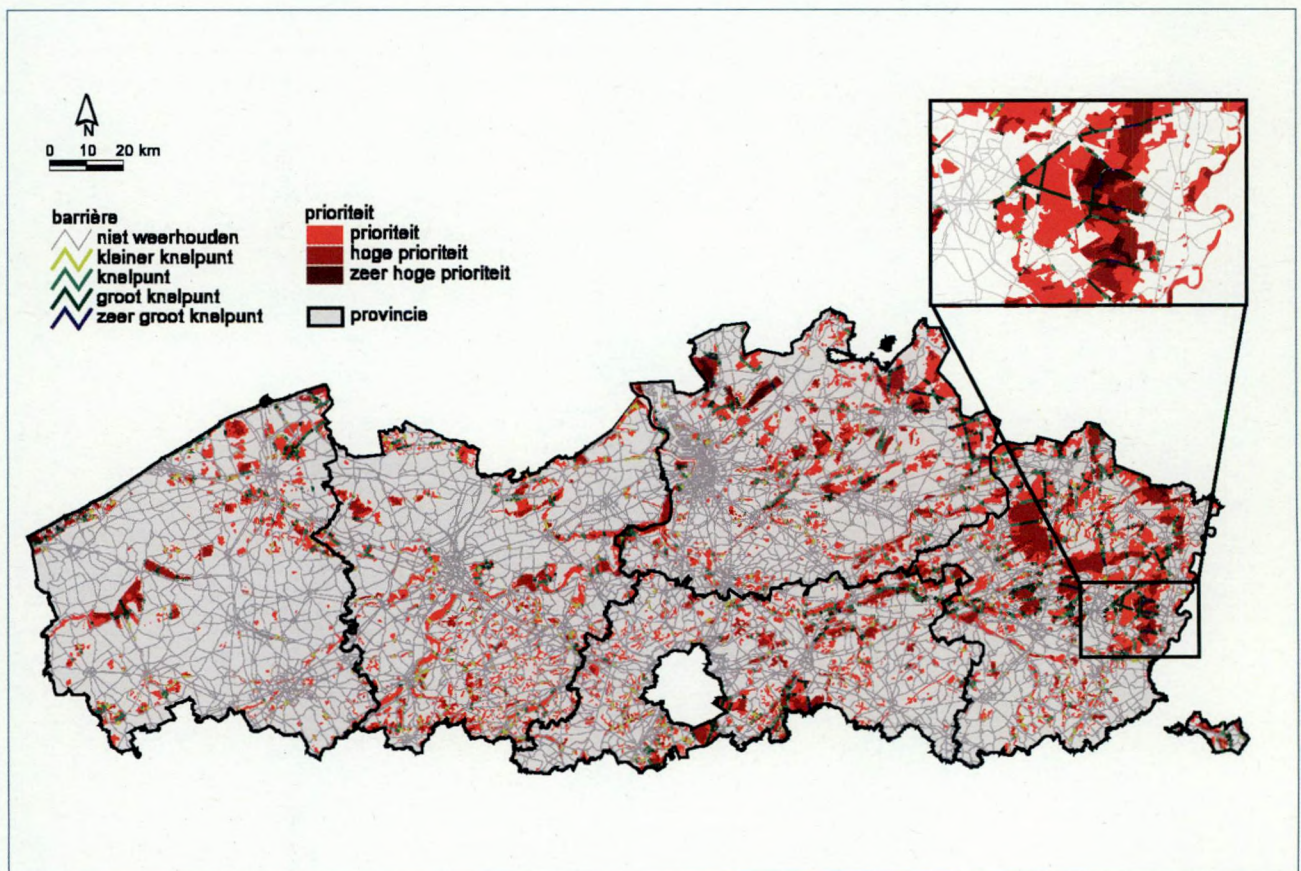 N
0 10 20 km
barrière
niet weerhouden
kleiner knelpunt
knelpunt
groot knelpunt
zeer groot knelpunt
prioriteit
prioriteit
hoge prioriteit
zeer hoge prioriteit
provincie